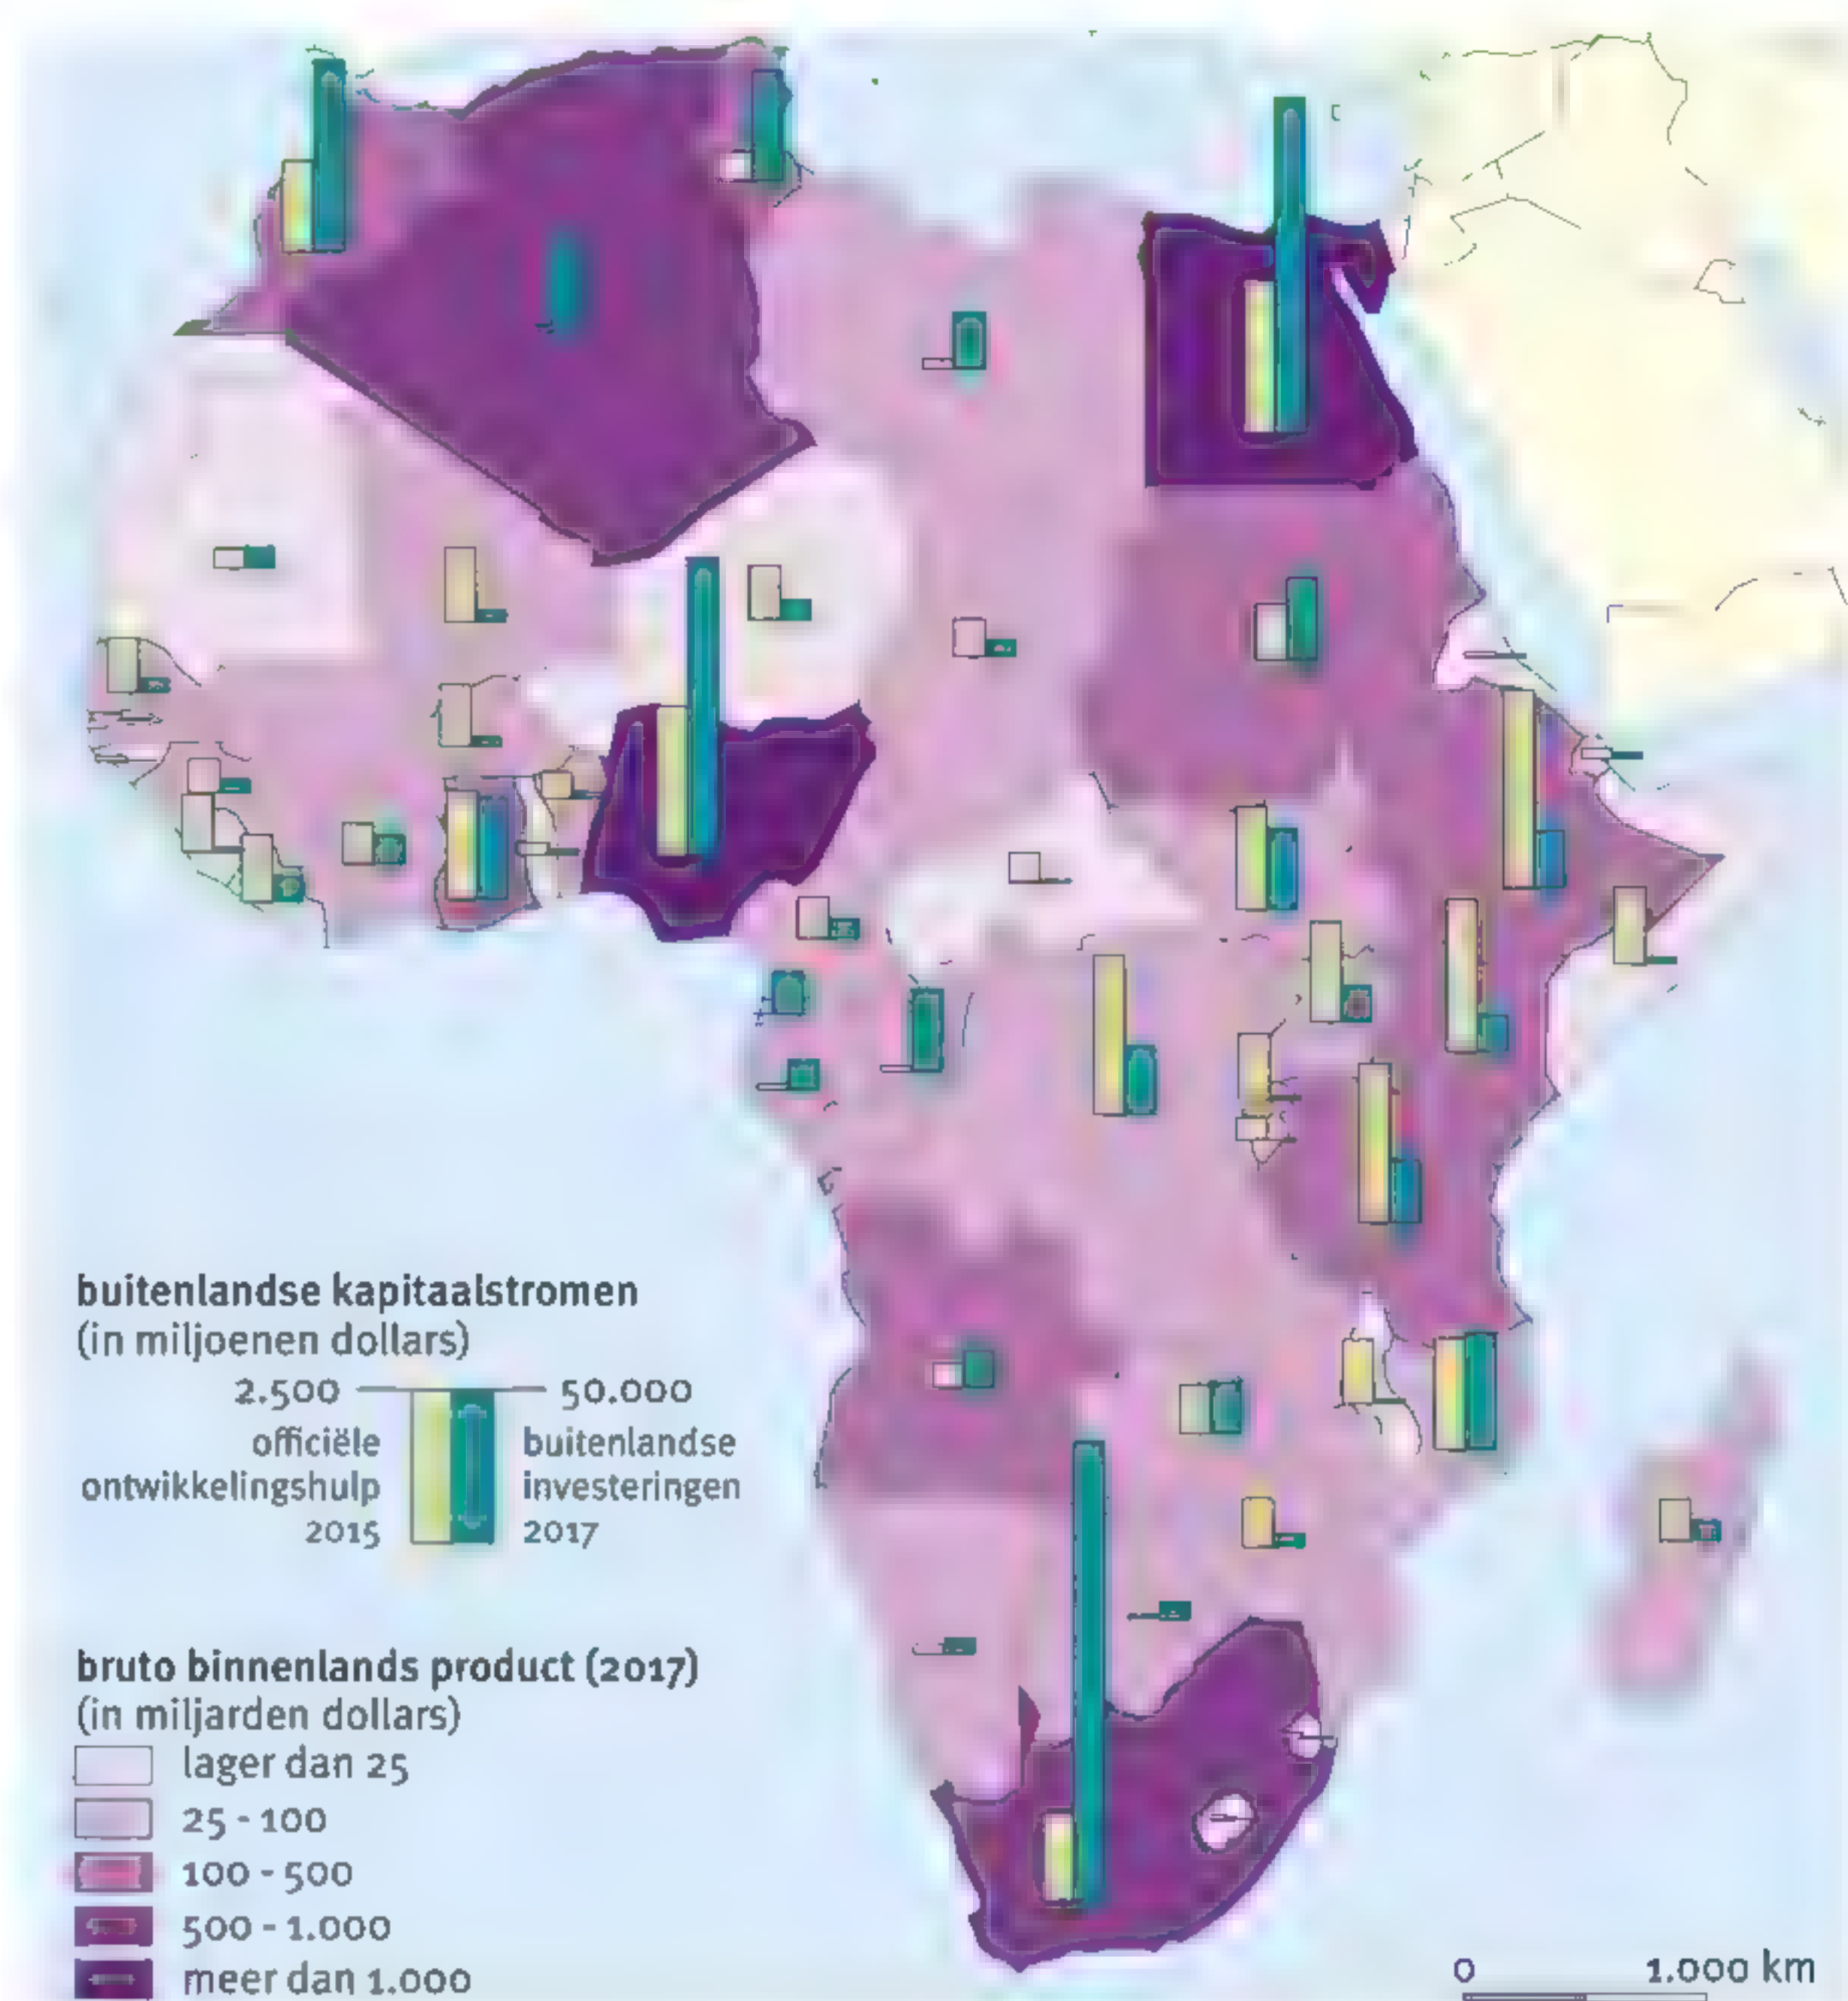 buitenlandse kapitaalstromen
(in miljoenen dollars)
2.500 50.000
officiële buitenlandse
ontwikkelingshulp investeringen
2015 2017
bruto binnenlands product (2017)
(in miljarden dollars)
lager dan 25
25 - 100
100 - 500
500 - 1.000
meer dan 1.000
0 1.000 km